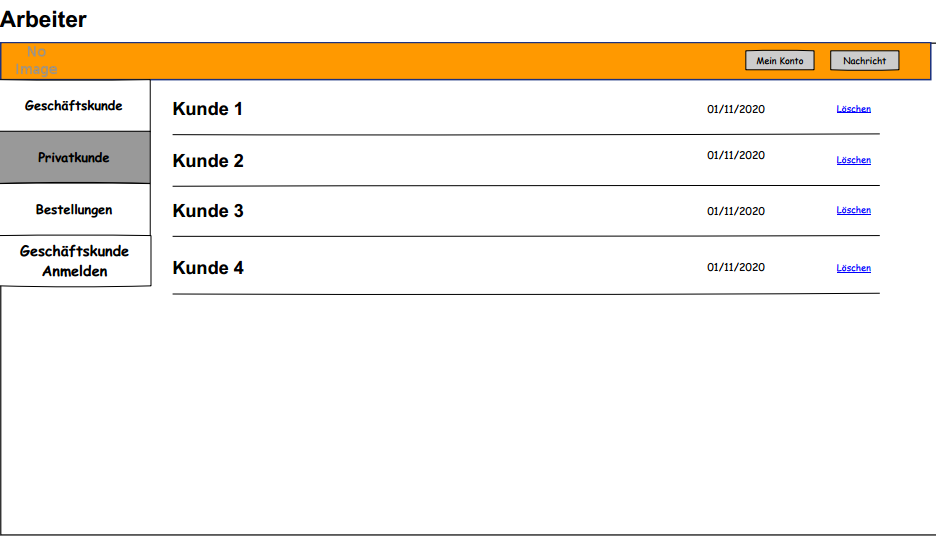 Arbeiter
No
Image
Mein Konto
Nachricht
Geschäftskunde
Privatkunde
Bestellungen
Geschäftskunde
Anmelden
Kunde 1
01/11/2020
Löschen
Kunde 2
01/11/2020
Löschen
Kunde 3
01/11/2020
Löschen
Kunde 4
01/11/2020
Löschen